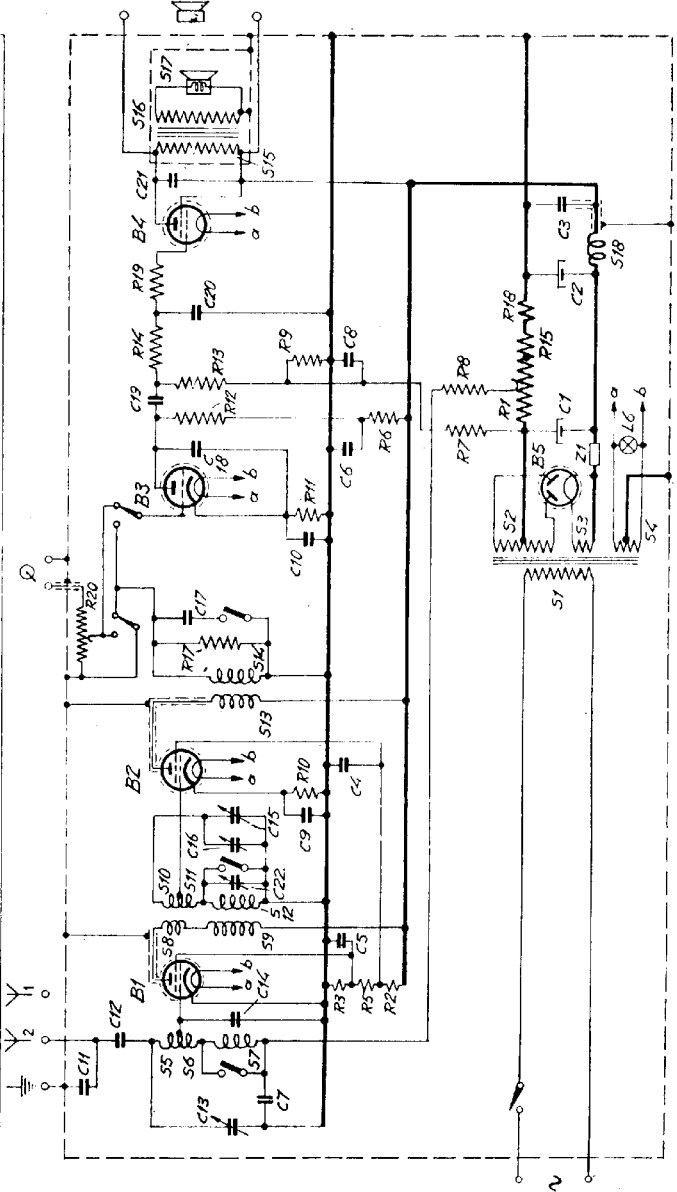 S17
S16
S15
C21
B4
a
b
R19
C20
R14
R13
C19
R12
R9
C8
C
18
B3
a
b
R11
C10
C6
R6
R8
R7
R18
R15
R1
C3
S18
C2
C1
Z1
B5
a
L6
b
S2
S3
S4
S1
R20
C17
R17
S14
S13
B2
a
b
R10
C9
C4
C15
C16
S10
S11
C22
S
12
S8
S9
B1
a
b
C14
C5
R3
R5
R2
1
2
C12
C11
S5
S6
S7
C13
C7
~